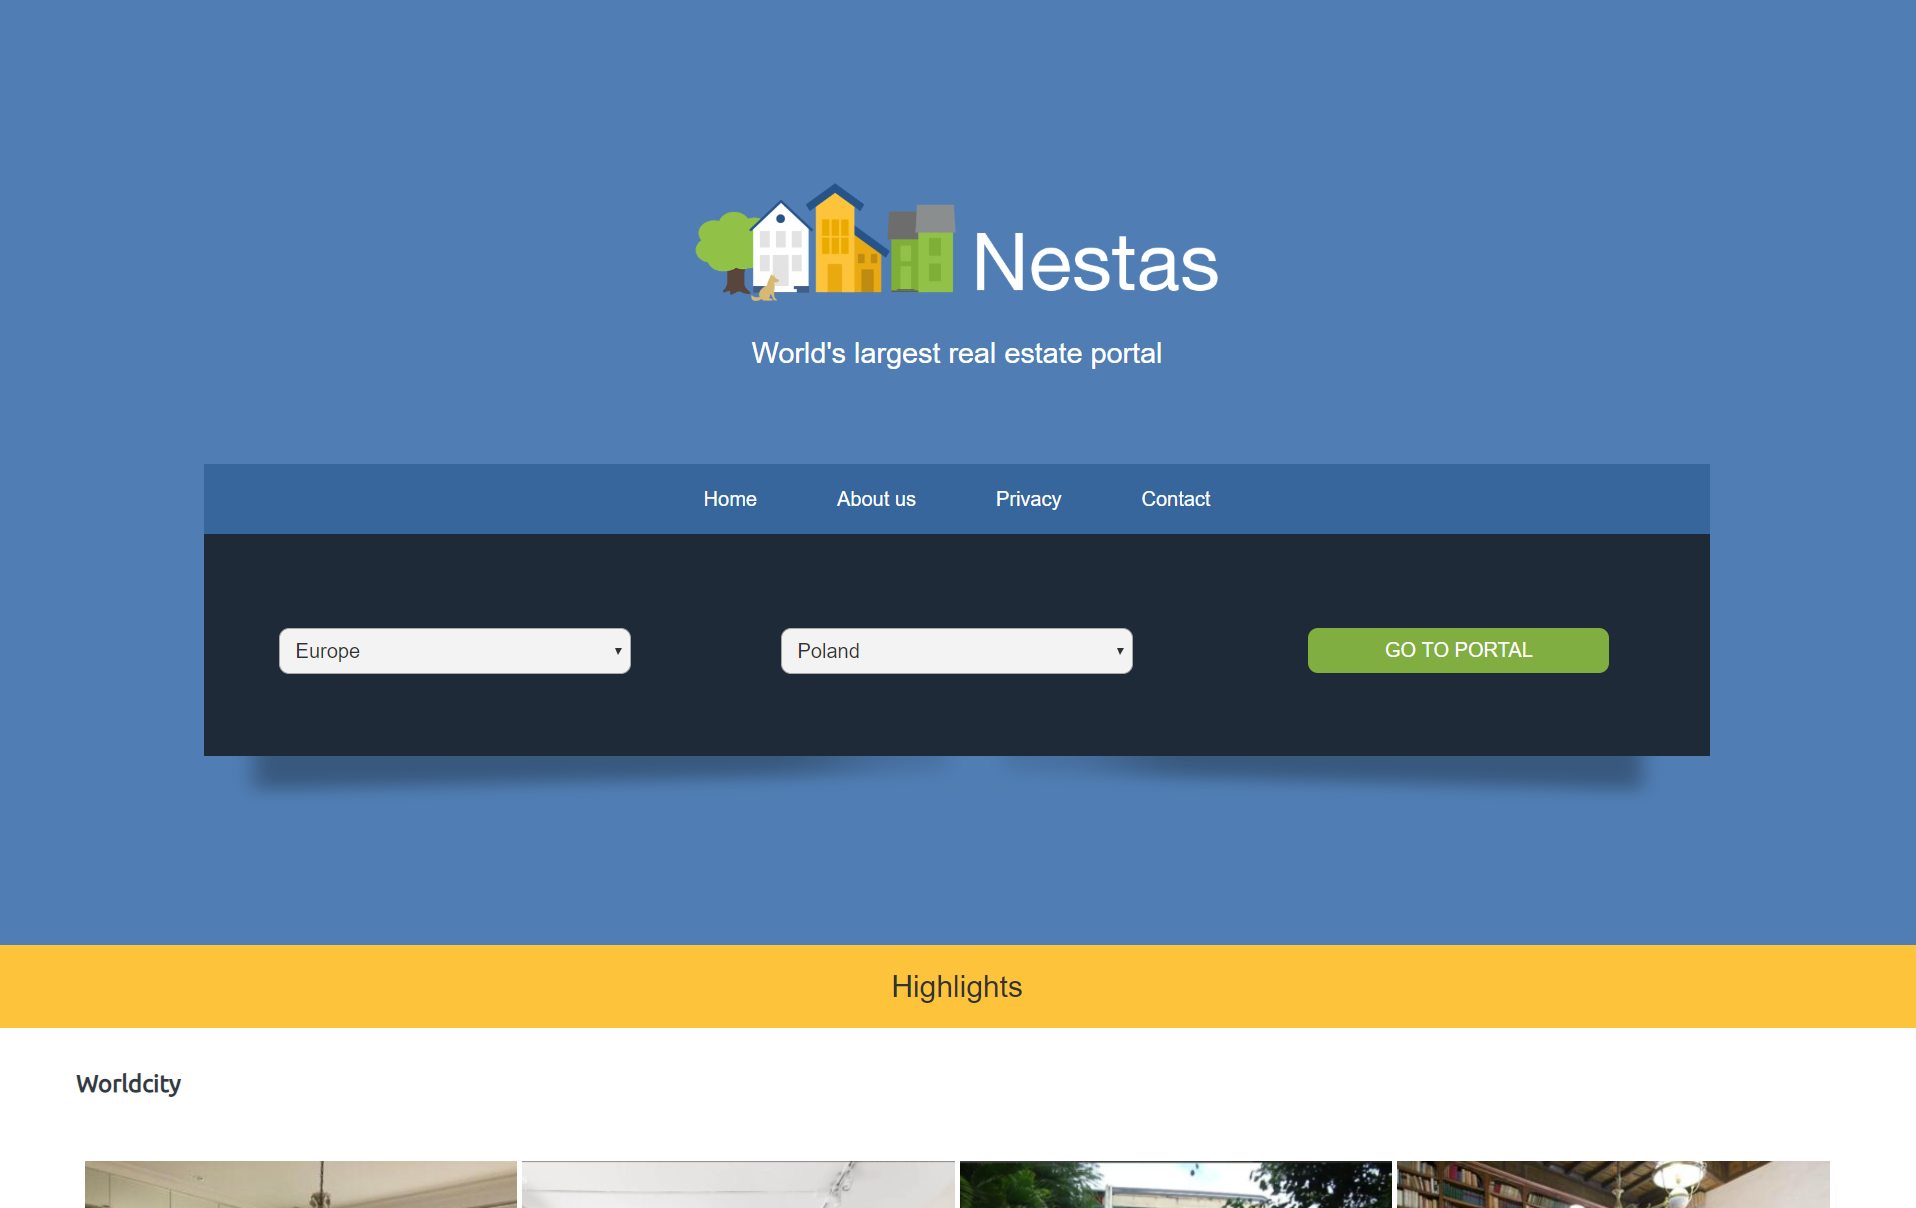 Nestas
World's largest real estate portal
Home About us Privacy Contact
Europe Poland GO TO PORTAL
Highlights
Worldcity